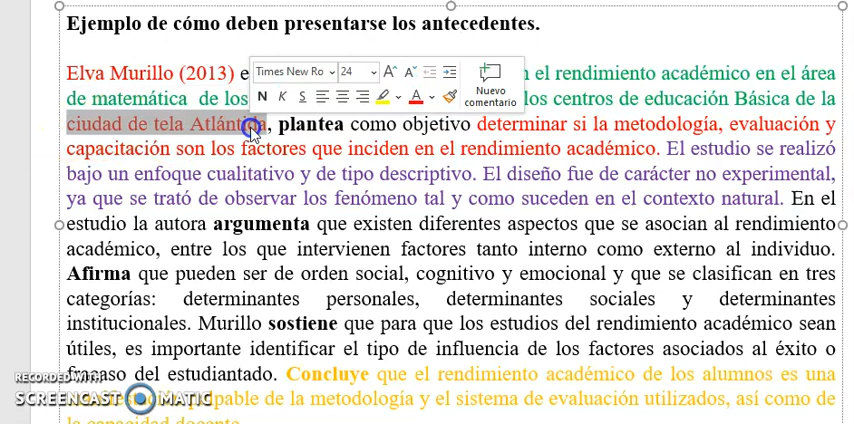 Ejemplo de cómo deben presentarse los antecedentes.
Elva Murillo (2013) e
n el rendimiento académico en el área
Times New Ro 24
Nuevo comentario
N K S
de matemática de los
los centros de educación Básica de la
ciudad de tela Atlántida, plantea como objetivo determinar si la metodología, evaluación y
capacitación son los factores que inciden en el rendimiento académico. El estudio se realizó
bajo un enfoque cualitativo y de tipo descriptivo. El diseño fue de carácter no experimental,
ya que se trató de observar los fenómeno tal y como suceden en el contexto natural. En el
estudio la autora argumenta que existen diferentes aspectos que se asocian al rendimiento
académico, entre los que intervienen factores tanto interno como externo al individuo.
Afirma que pueden ser de orden social, cognitivo y emocional y que se clasifican en tres
categorías: determinantes personales, determinantes sociales y determinantes
institucionales. Murillo sostiene que para que los estudios del rendimiento académico sean
útiles, es importante identificar el tipo de influencia de los factores asociados al éxito o
fracaso del estudiantado. Concluye que el rendimiento académico de los alumnos es una
palpable de la metodología y el sistema de evaluación utilizados, así como de
la capacidad docente.
RECORDED WITH
SCREENCAST MATIC